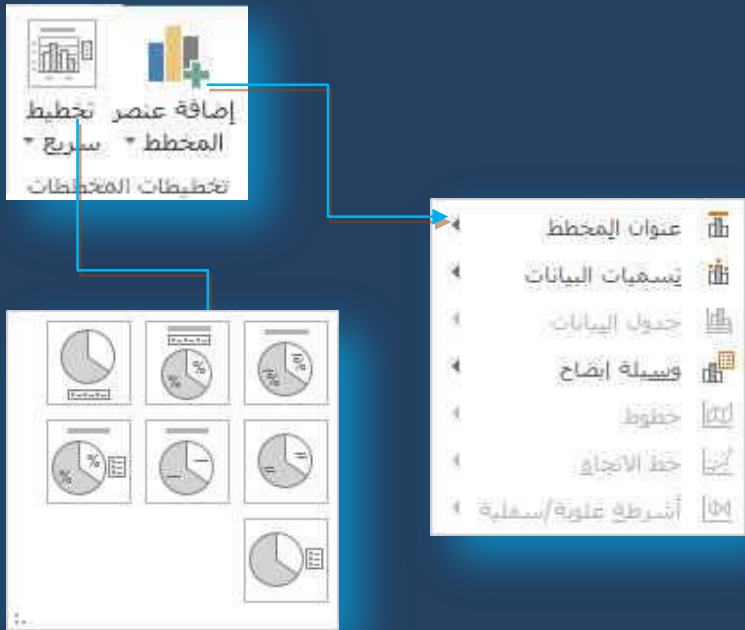 إضافة عنصر
المخطط
تخطيط
سريع
تخطيطات المخططات
عنوان المخطط
تسميات البيانات
جدول البيانات
وسيلة إيضاح
خطوط
خط الاتجاه
أشرطة علوية/سفلية